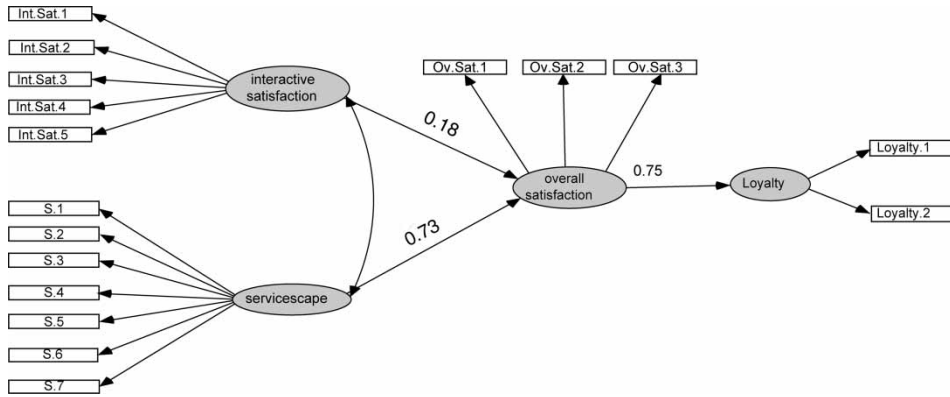 Int.Sat.1
Int.Sat.2
Int.Sat.3
Int.Sat.4
Int.Sat.5
interactive
satisfaction
Ov.Sat.1
Ov.Sat.2
Ov.Sat.3
0.18
overall
satisfaction
0.75
Loyalty
Loyalty.1
Loyalty.2
0.73
S.1
S.2
S.3
S.4
S.5
S.6
S.7
servicescape